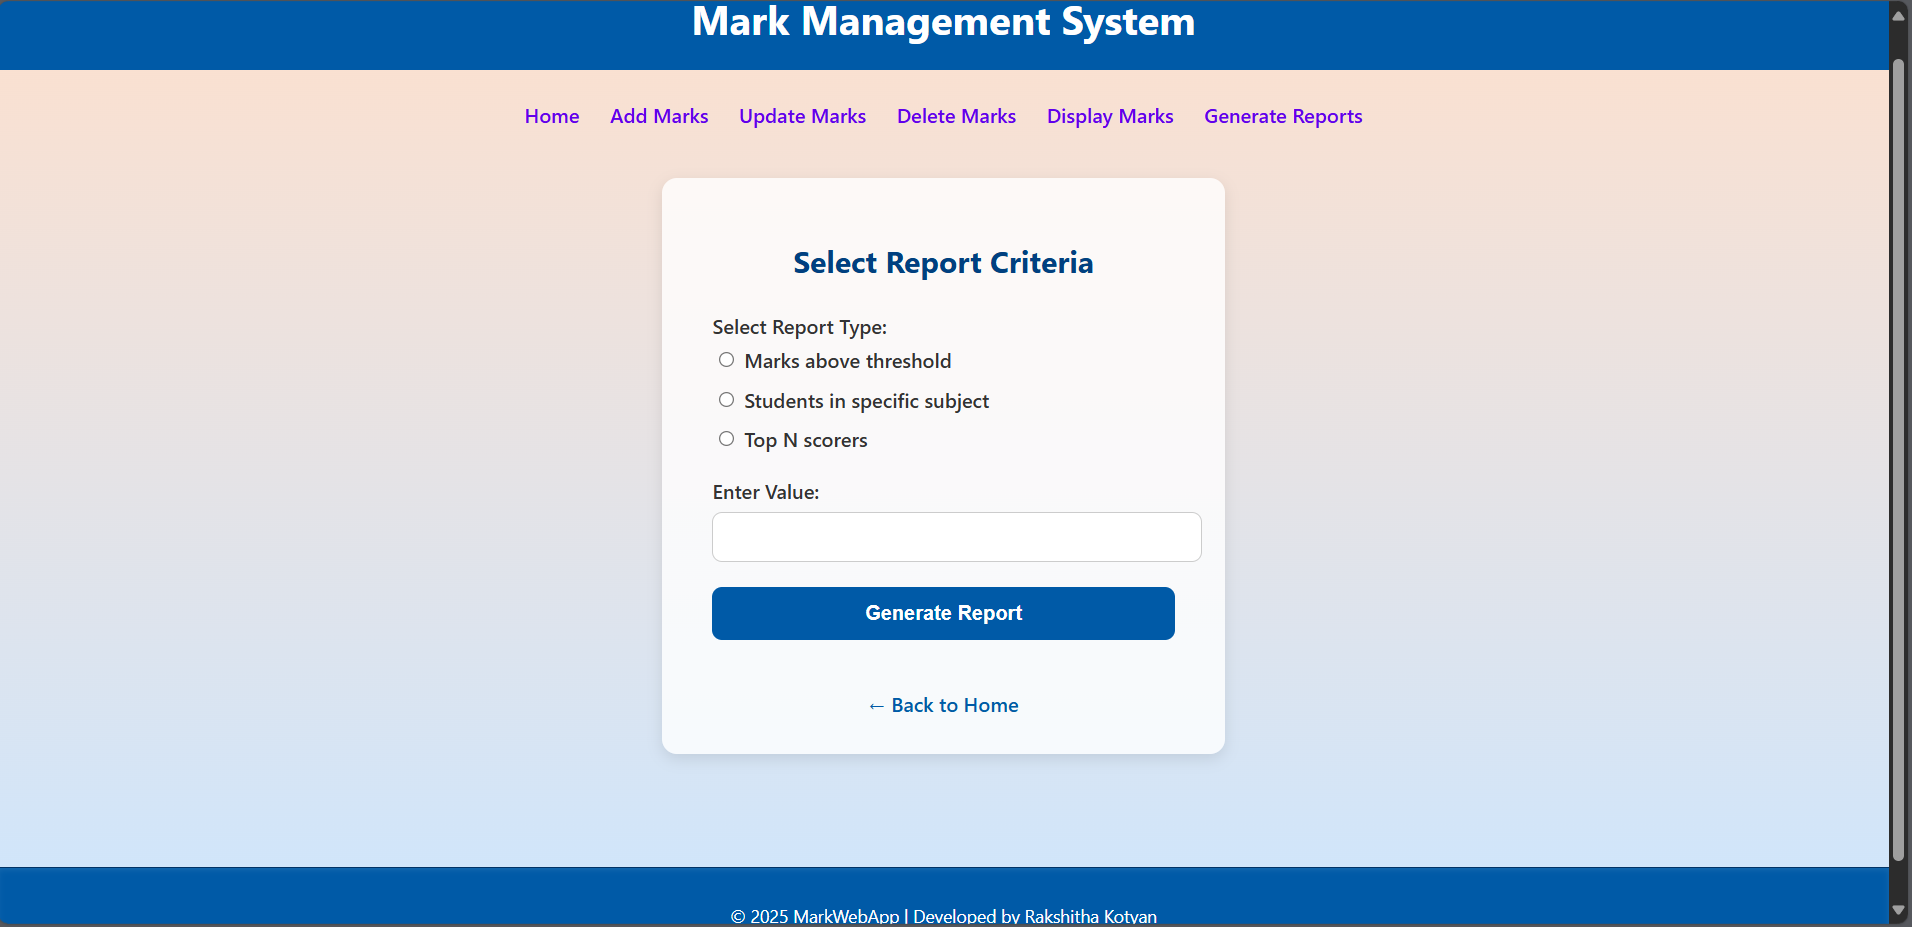 Mark Management System
Home Add Marks Update Marks Delete Marks Display Marks Generate Reports
Select Report Criteria
Select Report Type:
Marks above threshold
Students in specific subject
Top N scorers
Enter Value:
Generate Report
← Back to Home
© 2025 MarkWebApp | Developed by Rakshitha Kotyan